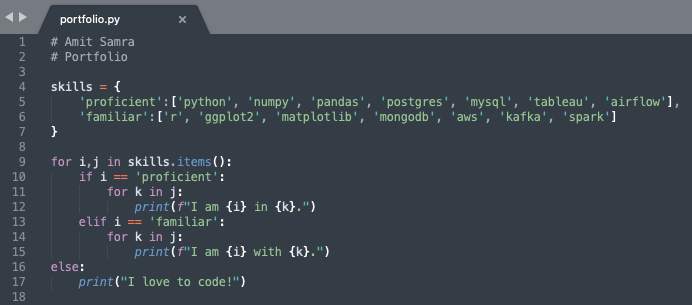 portfolio.py ×
1 # Amit Samra
2 # Portfolio
3
4 skills = {
5     'proficient':['python', 'numpy', 'pandas', 'postgres', 'mysql', 'tableau', 'airflow'],
6     'familiar':['r', 'ggplot2', 'matplotlib', 'mongodb', 'aws', 'kafka', 'spark']
7 }
8
9 for i,j in skills.items():
10     if i == 'proficient':
11         for k in j:
12             print(f"I am {i} in {k}.")
13     elif i == 'familiar':
14         for k in j:
15             print(f"I am {i} with {k}.")
16 else:
17     print("I love to code!")
18